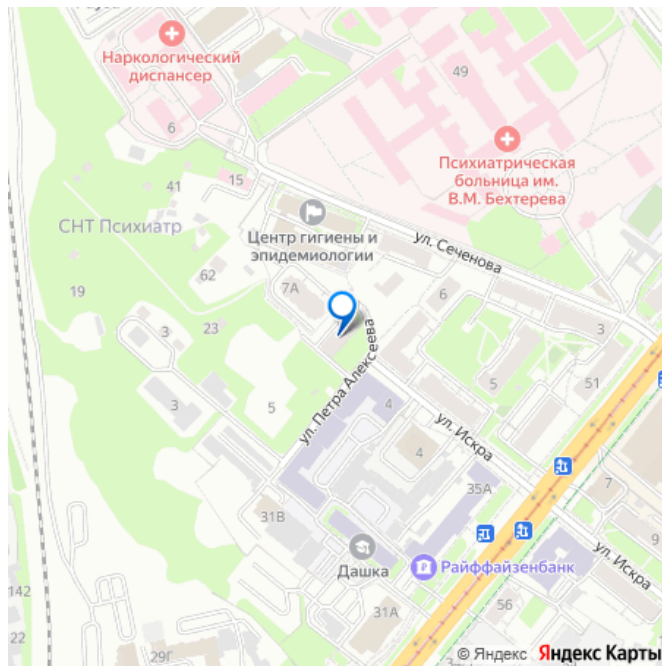 Наркологический
диспансер
49
6
Психиатрическая
больница им.
В.М. Бехтерева
15
41
СНТ Психиатр
Центр гигиены и
эпидемиологии
ул. Сеченова
62
7А
19
6
3
23
3
5
51
3
5
ул. Петра Алексеева
4
ул. Искра
4
35А
7
31В
9
Дашка
Райффайзенбанк
ул. Искра
142
31А
56
22
29Г
© Яндекс Яндекс Карты